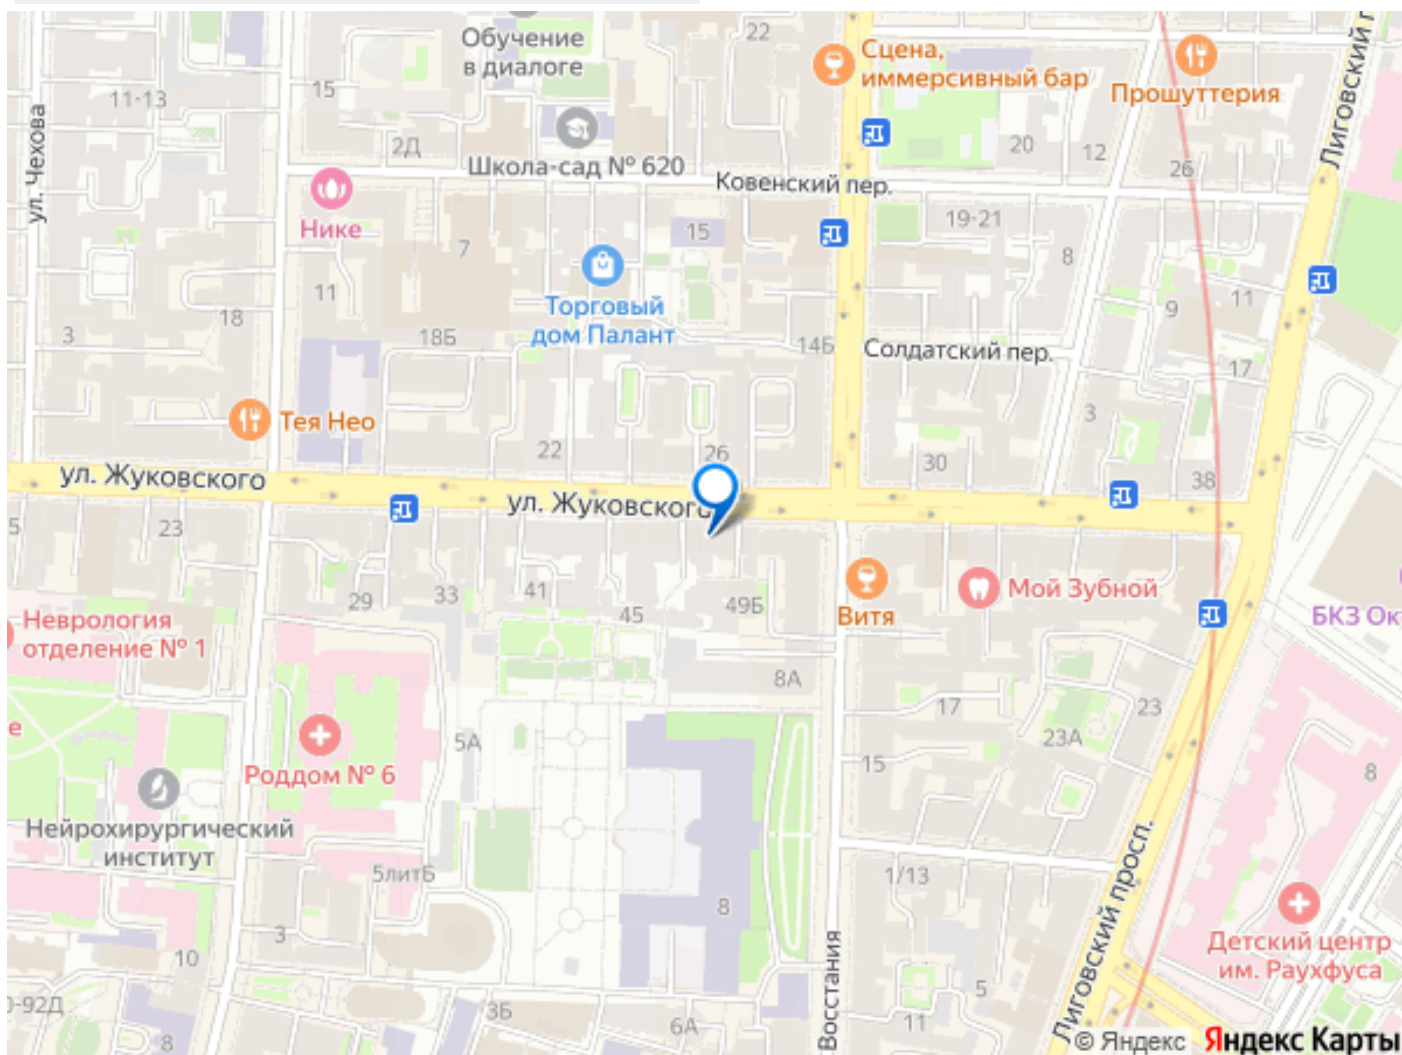 22
Обучение
в диалоге
Сцена,
иммерсивный бар
Прошуттерия
Лиговский п
11-13
15
ул. Чехова
2Д
Школа-сад № 620
20
12
26
Ковенский пер.
Нике
7
15
19-21
8
11
Торговый
дом Палант
18
3
18Б
14Б
Солдатский пер.
9
11
17
3
Тея Нео
22
26
30
38
ул. Жуковского
ул. Жуковского
5
23
29
33
41
45
49Б
Витя
Мой Зубной
БКЗ Ок
Неврология
отделение № 1
8А
17
23
23А
15
е
5А
Роддом № 6
8
Нейрохирургический
институт
5литБ
1/13
8
3
10
Восстания
Лиговский просп.
Детский центр
им. Раухфуса
0-92Д
3Б
6А
5
11
8
© Яндекс Яндекс Карты